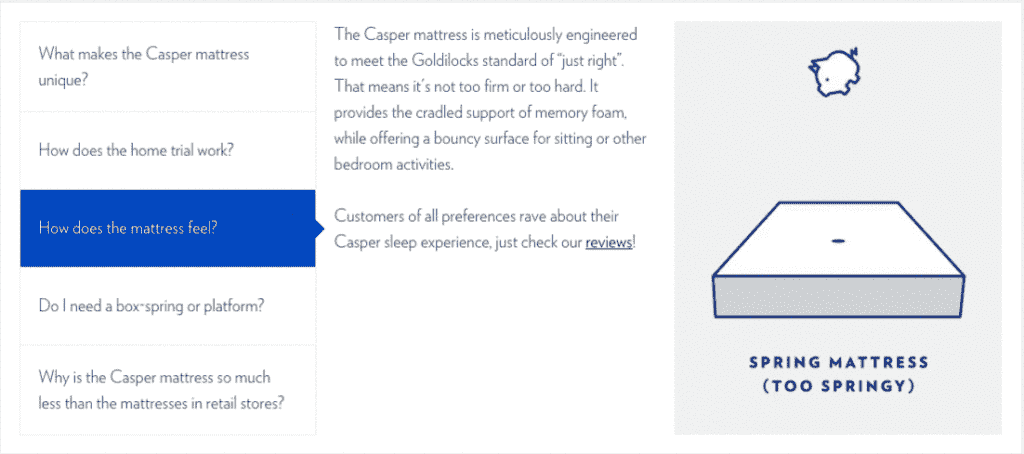 What makes the Casper mattress
unique?
How does the home trial work?
How does the mattress feel?
Do I need a box-spring or platform?
Why is the Casper mattress so much
less than the mattresses in retail stores?
The Casper mattress is meticulously engineered
to meet the Goldilocks standard of “just right”.
That means it's not too firm or too hard. It
provides the cradled support of memory foam,
while offering a bouncy surface for sitting or other
bedroom activities.
Customers of all preferences rave about their
Casper sleep experience, just check our reviews!
SPRING MATTRESS
(TOO SPRINGY)